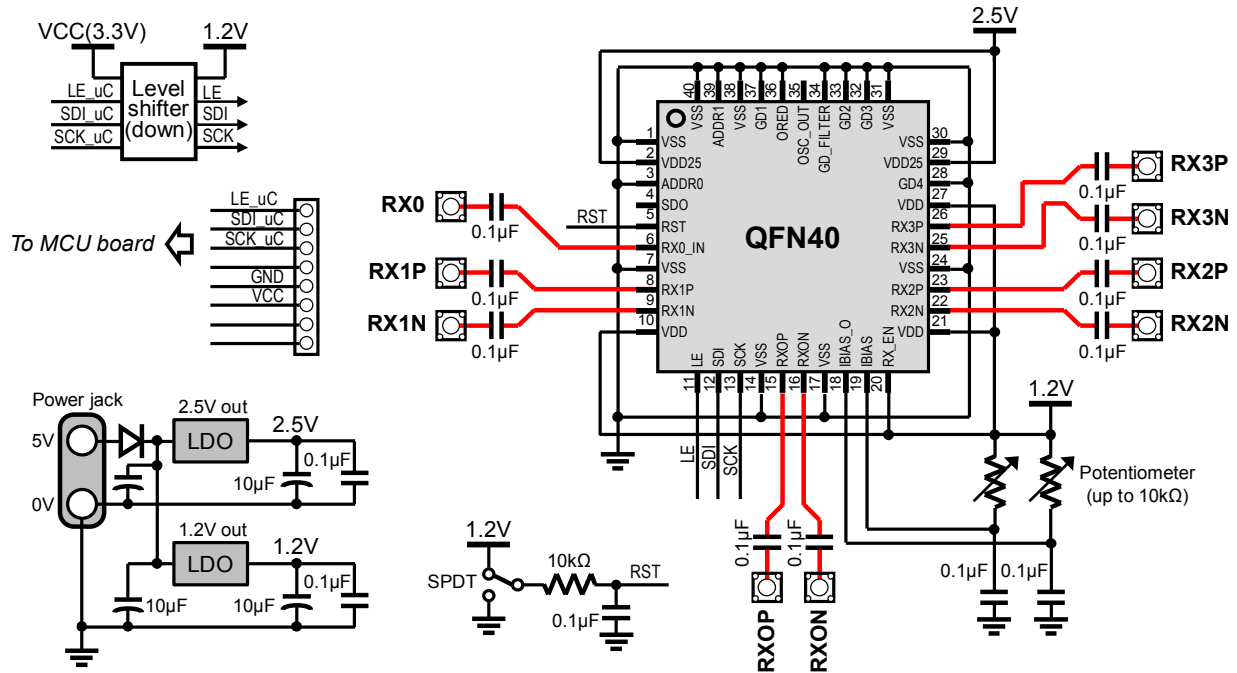 VCC(3.3V)
1.2V
LE_uC
SDI_uC
SCK_uC
Level
shifter
(down)
LE
SDI
SCK
LE_uC
SDI_uC
SCK_uC
GND
VCC
To MCU board
Power jack
5V
0V
2.5V out
LDO
2.5V
10µF
0.1µF
1.2V out
LDO
1.2V
10µF
10µF
0.1µF
1.2V
SPDT
10kΩ
RST
0.1µF
2.5V
40
39
38
37
36
35
34
33
32
31
VSS
ADDR1
VSS
GD1
ORED
OSC_OUT
GD_FILTER
GD2
GD3
VSS
1 VSS
2 VDD25
3 ADDR0
4 SDO
5 RST
6 RX0_IN
7 VSS
8 RX1P
9 RX1N
10 VDD
QFN40
VSS 30
VDD25 29
GD4 28
VDD 27
RX3P 26
RX3N 25
VSS 24
RX2P 23
RX2N 22
VDD 21
LE
SDI
SCK
VSS
RXOP
RXON
VSS
IBIAS_O
IBIAS
RX_EN
11
12
13
14
15
16
17
18
19
20
RST
RX0
0.1µF
RX1P
0.1µF
RX1N
0.1µF
RX3P
0.1µF
RX3N
0.1µF
RX2P
0.1µF
RX2N
0.1µF
LE
SDI
SCK
0.1µF
0.1µF
RXOP
RXON
1.2V
Potentiometer
(up to 10kΩ)
0.1µF
0.1µF